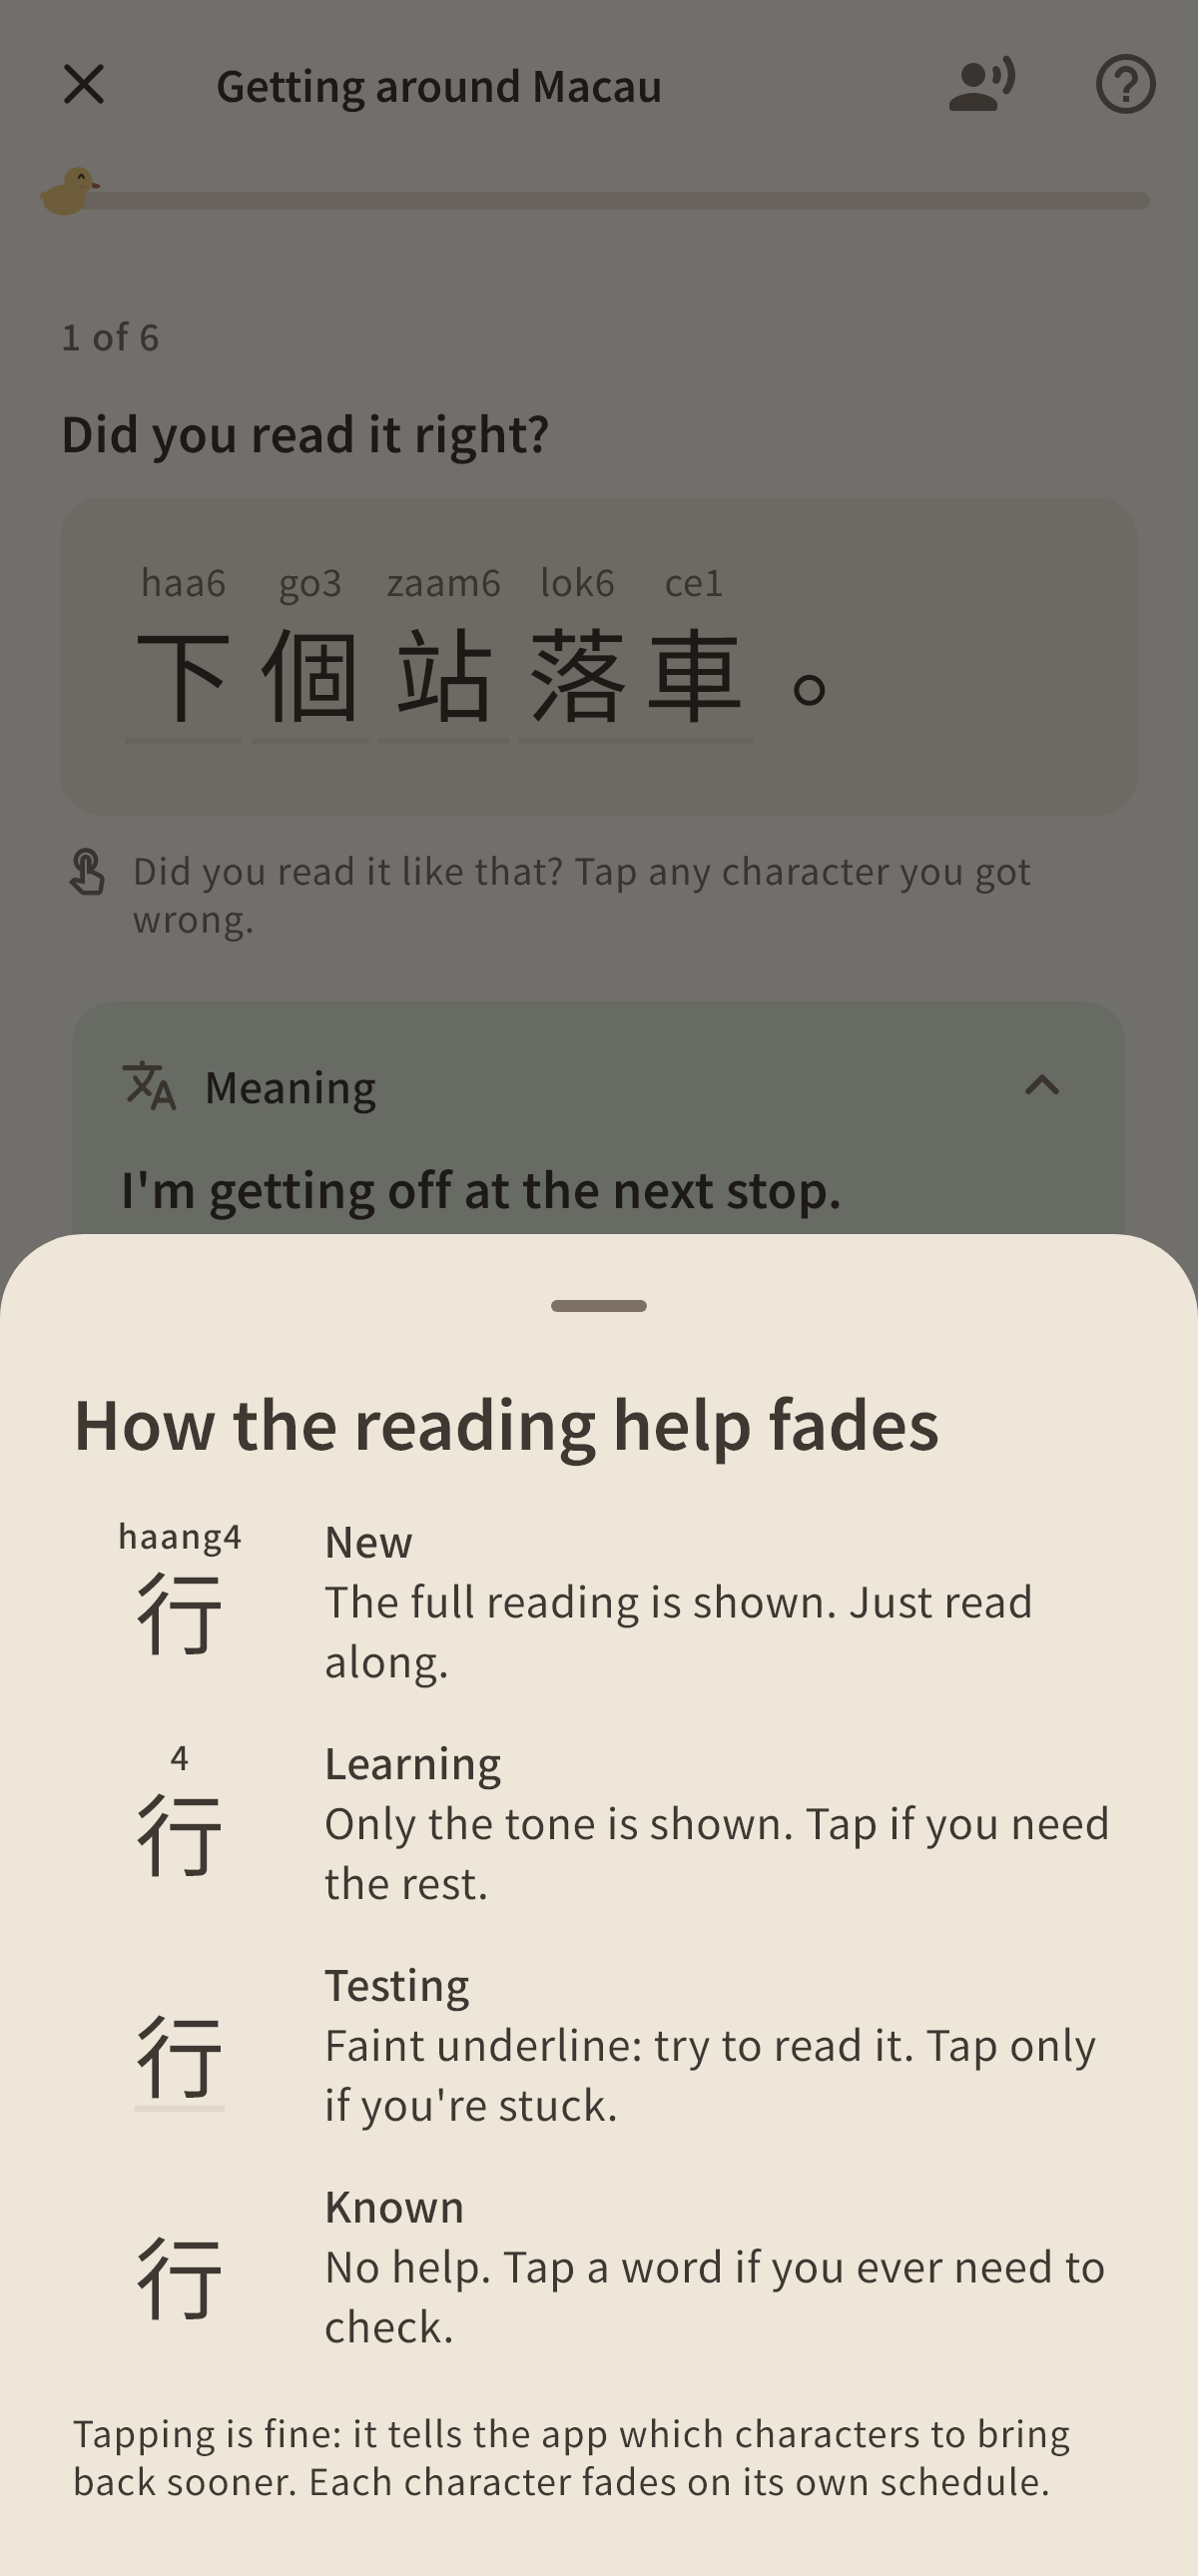 Getting around Macau
1 of 6
Did you read it right?
haa6 go3 zaam6 lok6 ce1
下個站落車。
Did you read it like that? Tap any character you got
wrong.
Meaning
I'm getting off at the next stop.
How the reading help fades
haang4
行
New
The full reading is shown. Just read
along.
4
行
Learning
Only the tone is shown. Tap if you need
the rest.
行
Testing
Faint underline: try to read it. Tap only
if you're stuck.
行
Known
No help. Tap a word if you ever need to
check.
Tapping is fine: it tells the app which characters to bring
back sooner. Each character fades on its own schedule.